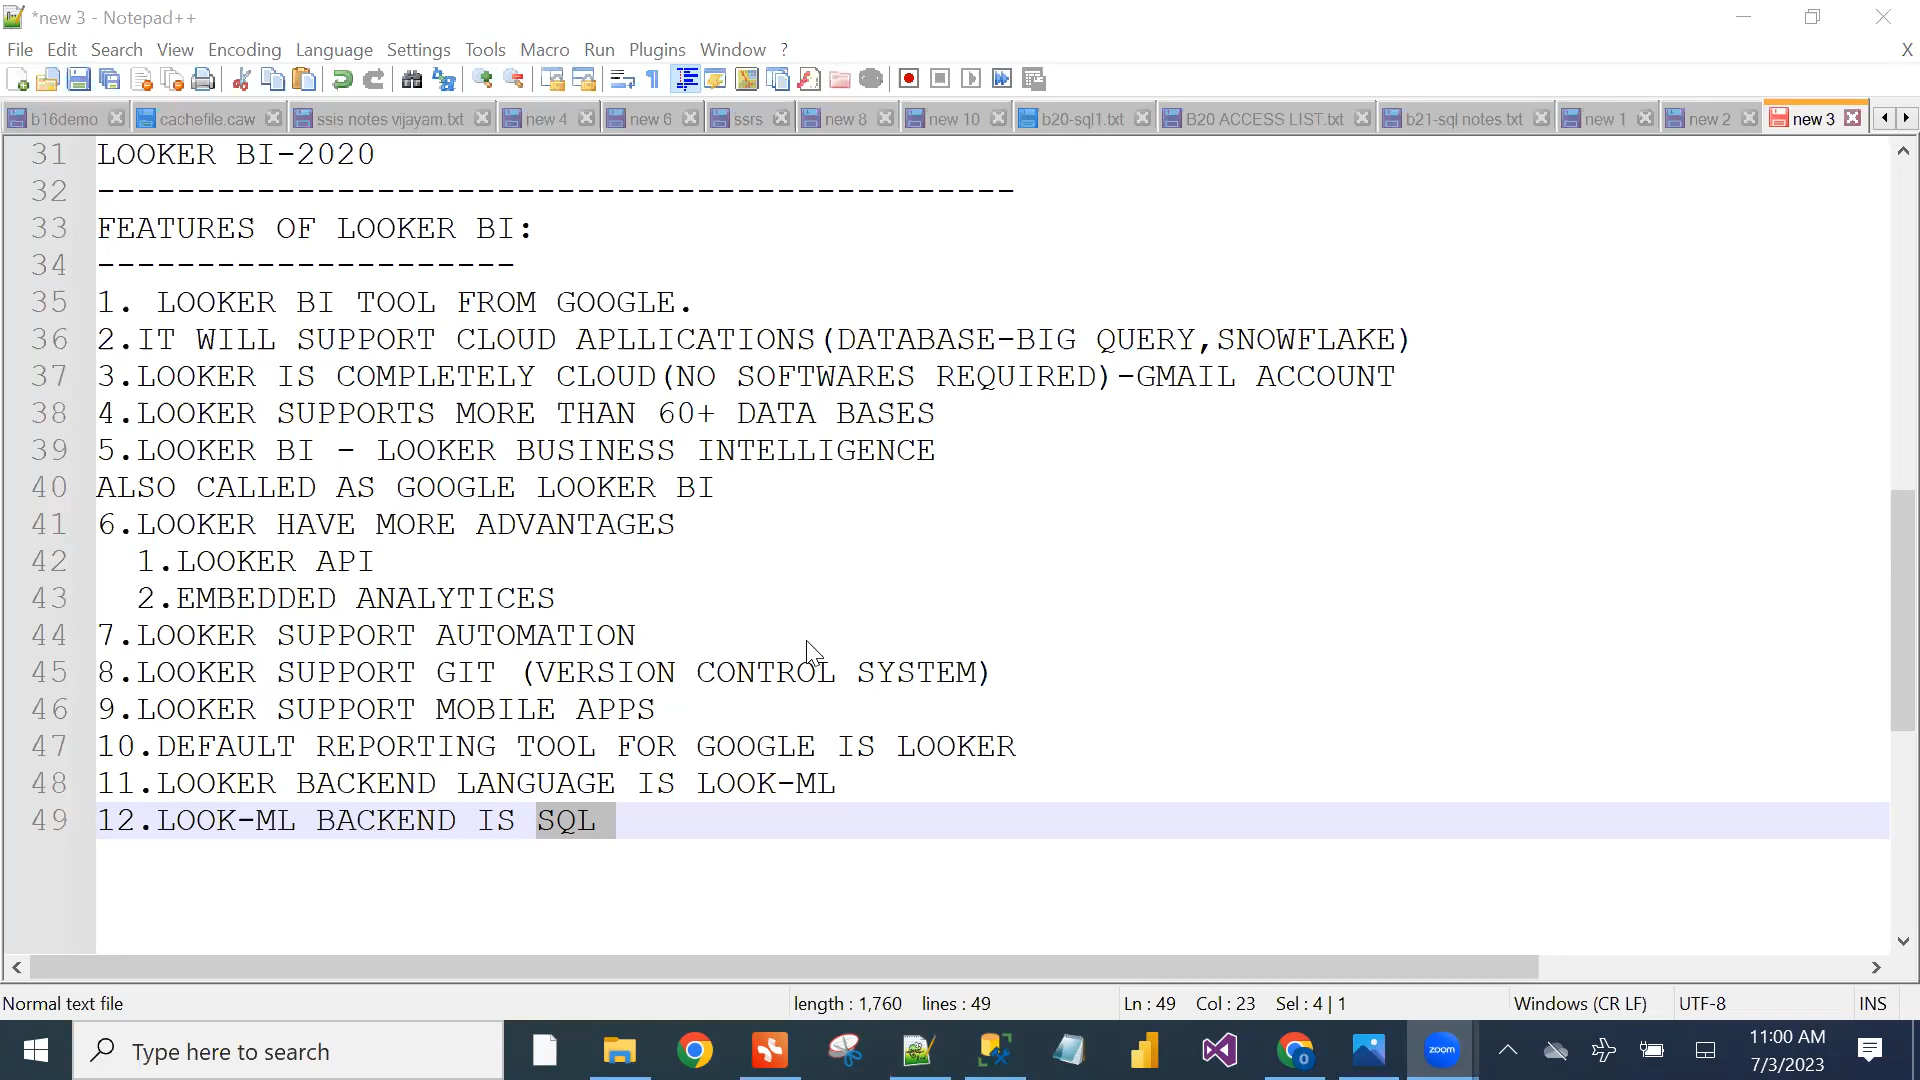 *new 3 - Notepad++
File Edit Search View Encoding Language Settings Tools Macro Run Plugins Window ? X
b16demo cachefile.caw ssis notes vijayam.txt new 4 new 6 ssrs new 8 new 10 b20-sql1.txt B20 ACCESS LIST.txt b21-sql notes.txt new 1 new 2 new 3
31 LOOKER BI-2020
32 ----------------------------------------------
33 FEATURES OF LOOKER BI:
34 ---------------------
35 1. LOOKER BI TOOL FROM GOOGLE.
36 2.IT WILL SUPPORT CLOUD APLLICATIONS(DATABASE-BIG QUERY,SNOWFLAKE)
37 3.LOOKER IS COMPLETELY CLOUD(NO SOFTWARES REQUIRED)-GMAIL ACCOUNT
38 4.LOOKER SUPPORTS MORE THAN 60+ DATA BASES
39 5.LOOKER BI - LOOKER BUSINESS INTELLIGENCE
40 ALSO CALLED AS GOOGLE LOOKER BI
41 6.LOOKER HAVE MORE ADVANTAGES
42 1.LOOKER API
43 2.EMBEDDED ANALYTICES
44 7.LOOKER SUPPORT AUTOMATION
45 8.LOOKER SUPPORT GIT (VERSION CONTROL SYSTEM)
46 9.LOOKER SUPPORT MOBILE APPS
47 10.DEFAULT REPORTING TOOL FOR GOOGLE IS LOOKER
48 11.LOOKER BACKEND LANGUAGE IS LOOK-ML
49 12.LOOK-ML BACKEND IS SQL
Normal text file length : 1,760 lines : 49 Ln : 49 Col : 23 Sel : 4 | 1 Windows (CR LF) UTF-8 INS
Type here to search zoom 11:00 AM
7/3/2023